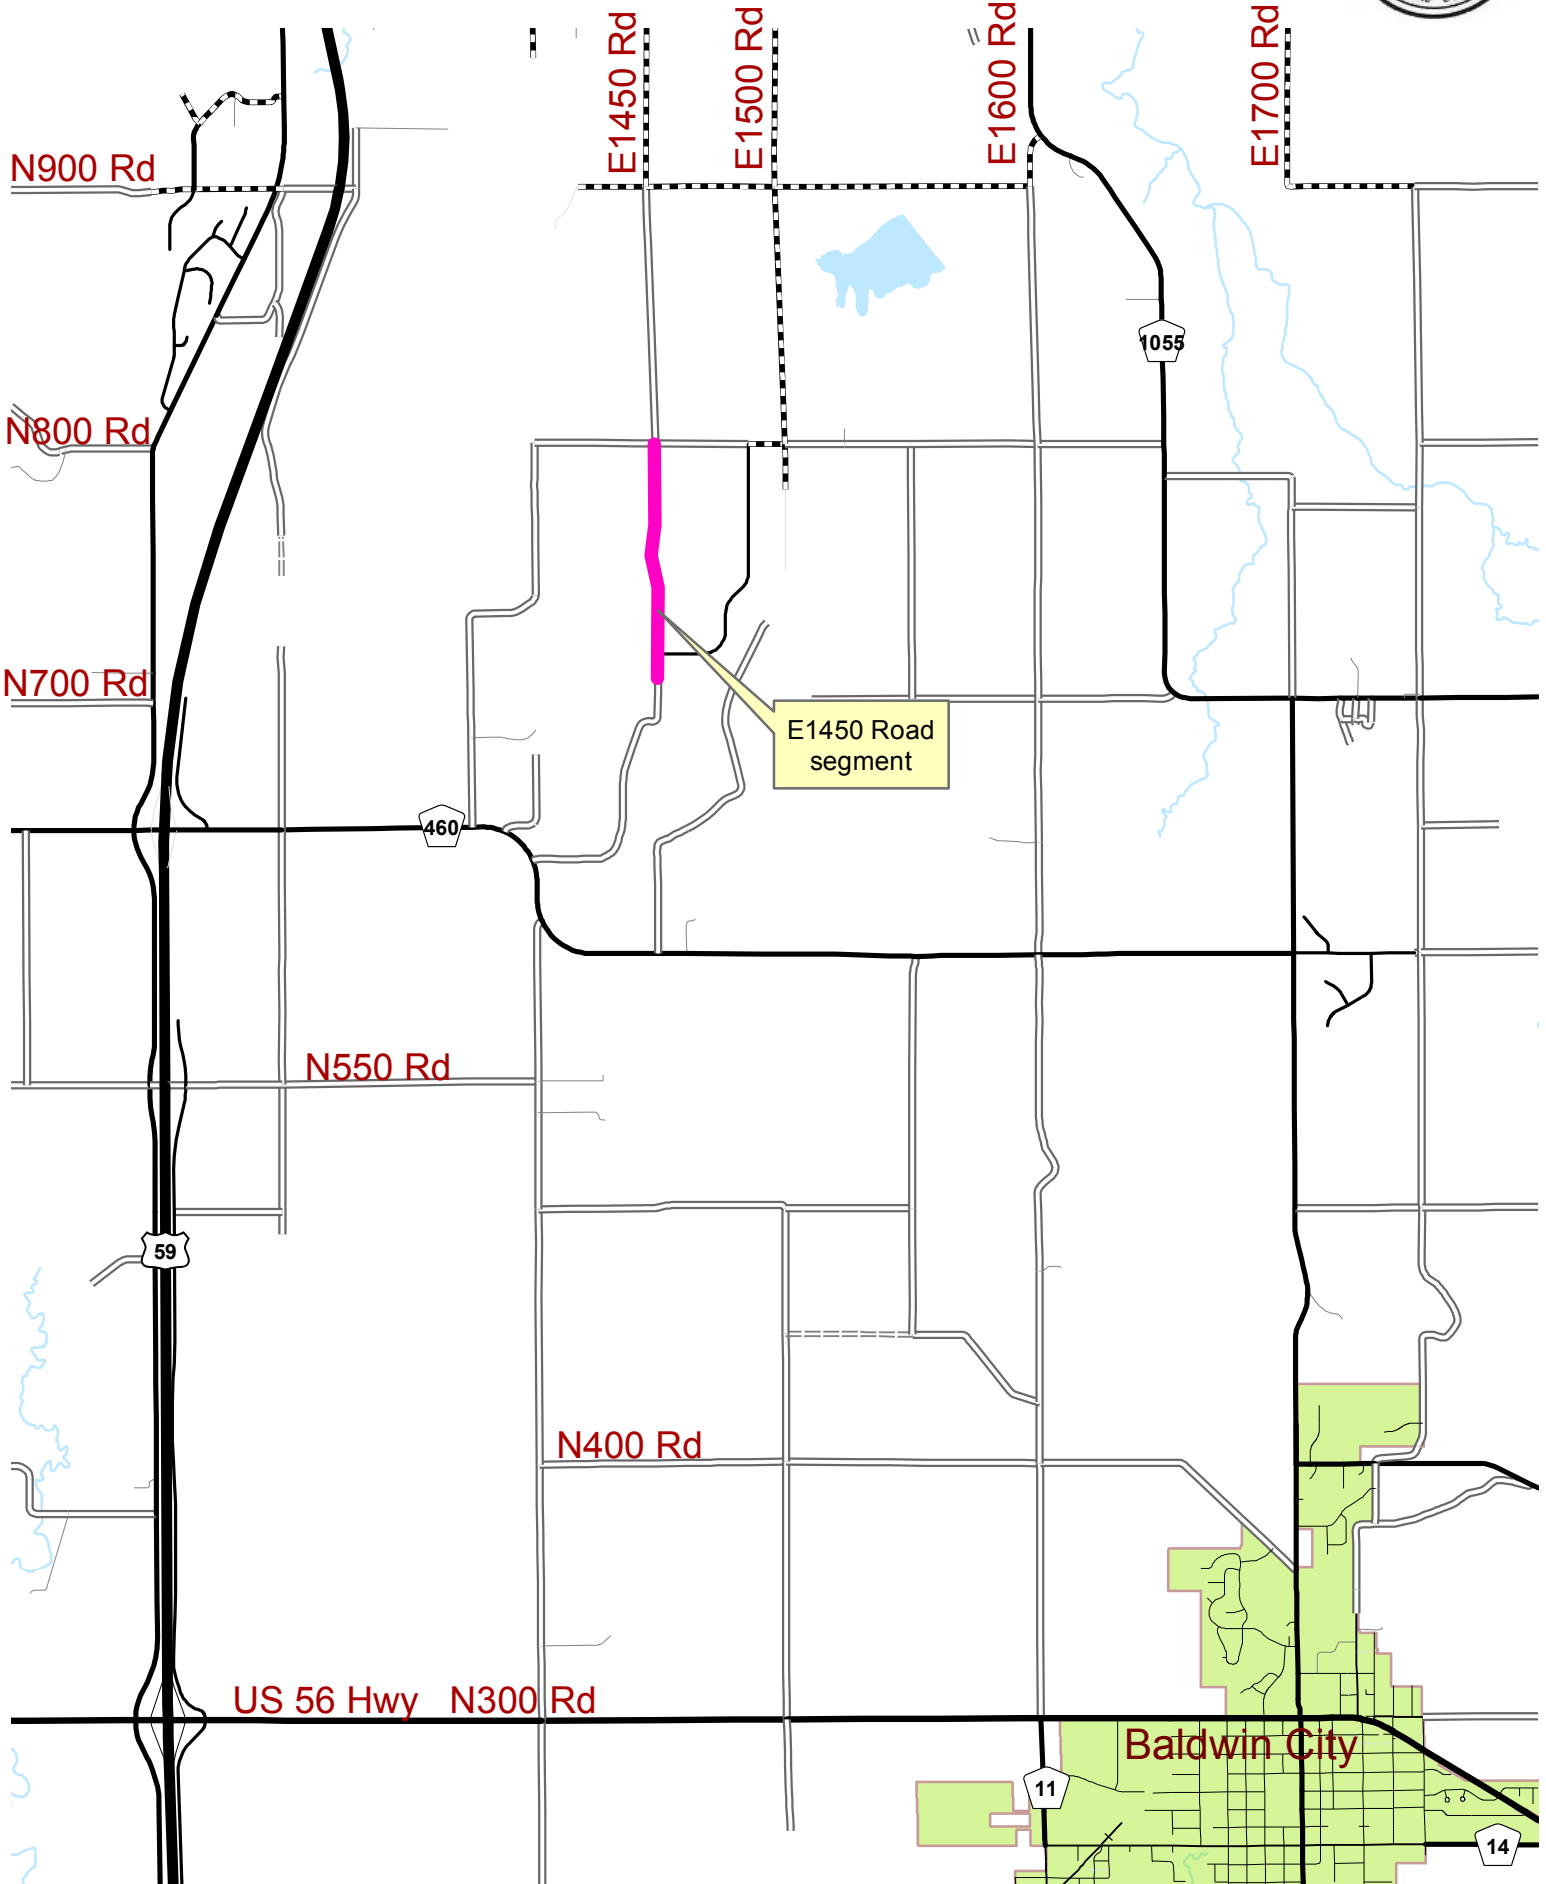 E1450 Rd
E1500 Rd
E1600 Rd
E1700 Rd
N900 Rd
1055
N800 Rd
N700 Rd
E1450 Road
segment
460
N550 Rd
59
N400 Rd
US 56 Hwy N300 Rd
Baldwin City
11
14